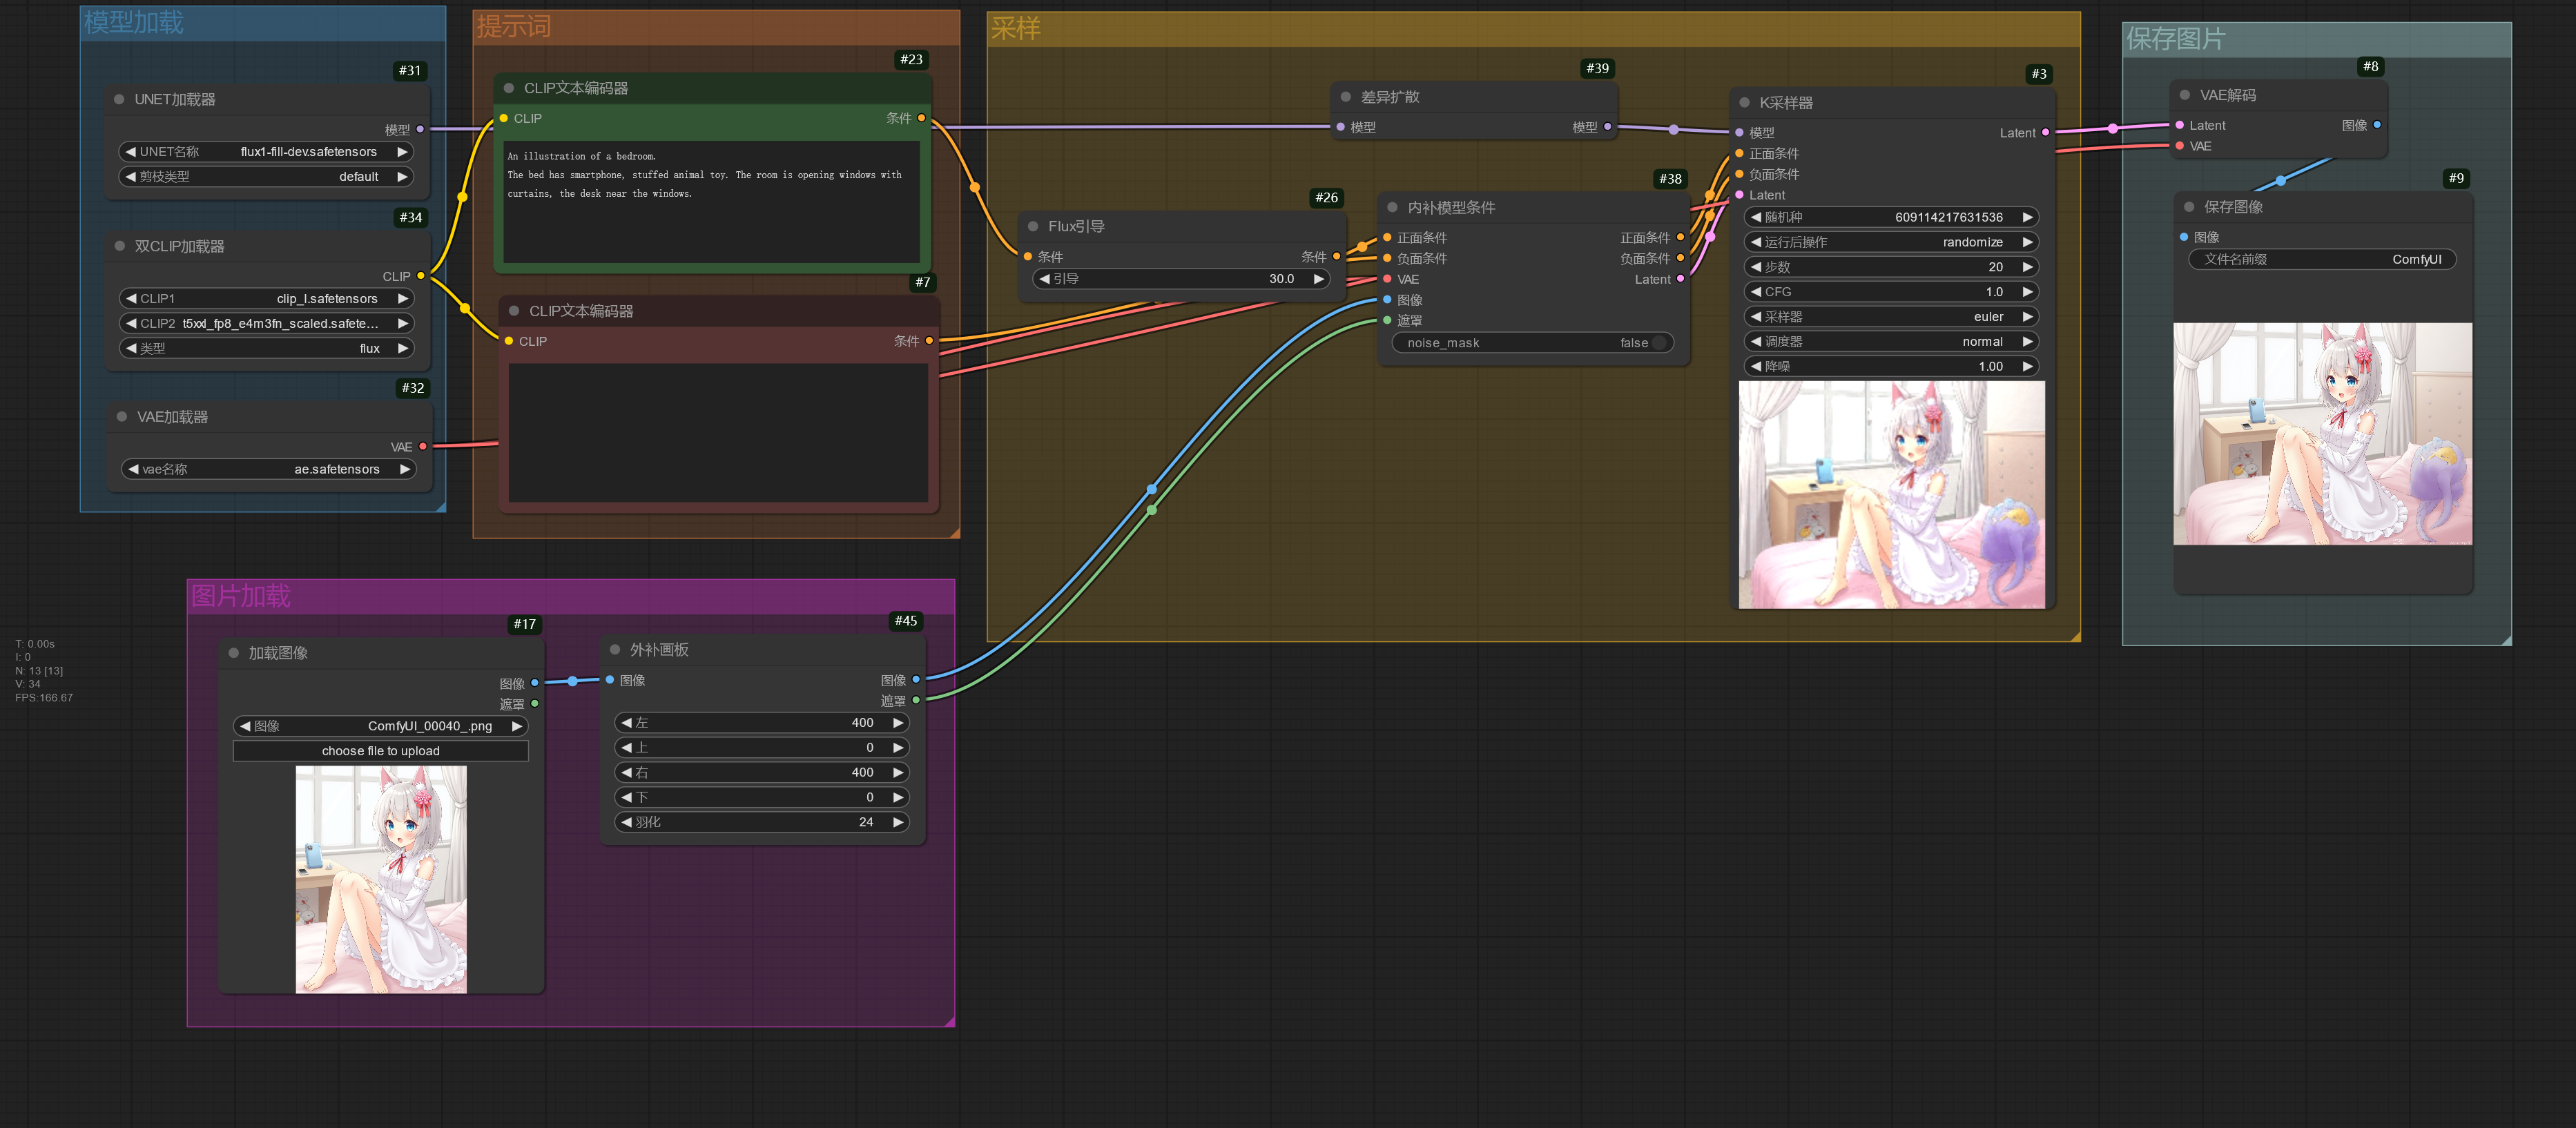 模型加载
#31
UNET加载器
模型
UNET名称 flux1-fill-dev.safetensors
剪枝类型 default
#34
双CLIP加载器
CLIP
CLIP1 clip_l.safetensors
CLIP2 t5xxl_fp8_e4m3fn_scaled.safete...
类型 flux
#32
VAE加载器
VAE
vae名称 ae.safetensors
提示词
#23
CLIP文本编码器
CLIP 条件
An illustration of a bedroom.
The bed has smartphone, stuffed animal toy. The room is opening windows with
curtains, the desk near the windows.
#7
CLIP文本编码器
CLIP 条件
采样
#39
差异扩散
模型 模型
#26
Flux引导
条件 条件
引导 30.0
#38
内补模型条件
正面条件 正面条件
负面条件 负面条件
VAE Latent
图像
遮罩
noise_mask false
#3
K采样器
模型 Latent
正面条件
负面条件
Latent
随机种 609114217631536
运行后操作 randomize
步数 20
CFG 1.0
采样器 euler
调度器 normal
降噪 1.00
保存图片
#8
VAE解码
Latent 图像
VAE
#9
保存图像
图像
文件名前缀 ComfyUI
图片加载
#17
加载图像
图像
遮罩
图像 ComfyUI_00040_.png
choose file to upload
#45
外补画板
图像 图像
遮罩
左 400
上 0
右 400
下 0
羽化 24
T: 0.00s
I: 0
N: 13 [13]
V: 34
FPS:166.67